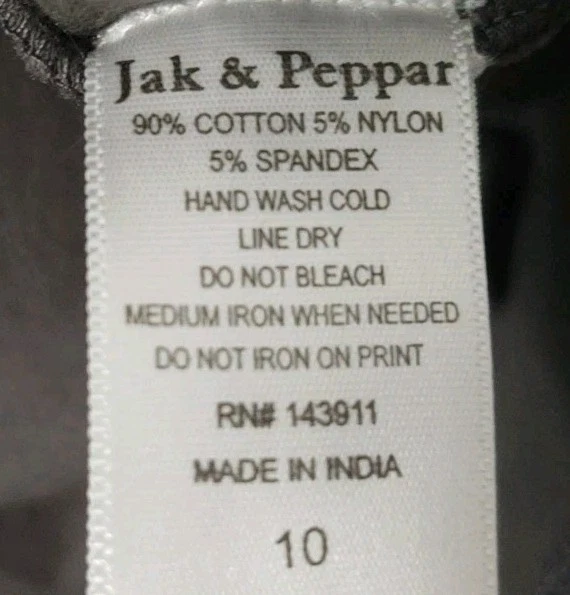 Jak & Peppar
90% COTTON 5% NYLON
5% SPANDEX
HAND WASH COLD
LINE DRY
DO NOT BLEACH
MEDIUM IRON WHEN NEEDED
DO NOT IRON ON PRINT
RN# 143911
MADE IN INDIA
10